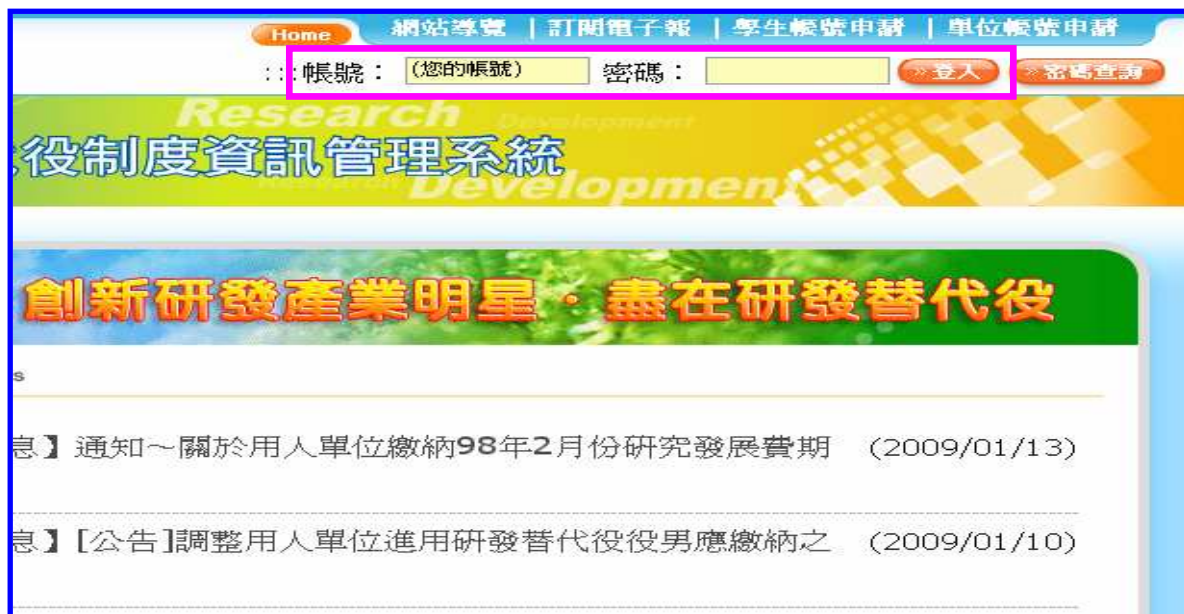 Home 網站導覽 | 訂閱電子報 | 學生帳號申請 | 單位帳號申請
:::帳號： (您的帳號) 密碼： »登入 »密碼查詢
Research Development
役制度資訊管理系統
Research Development
創新研發產業明星・盡在研發替代役
s
息】通知～關於用人單位繳納98年2月份研究發展費期 (2009/01/13)
息】[公告]調整用人單位進用研發替代役役男應繳納之 (2009/01/10)